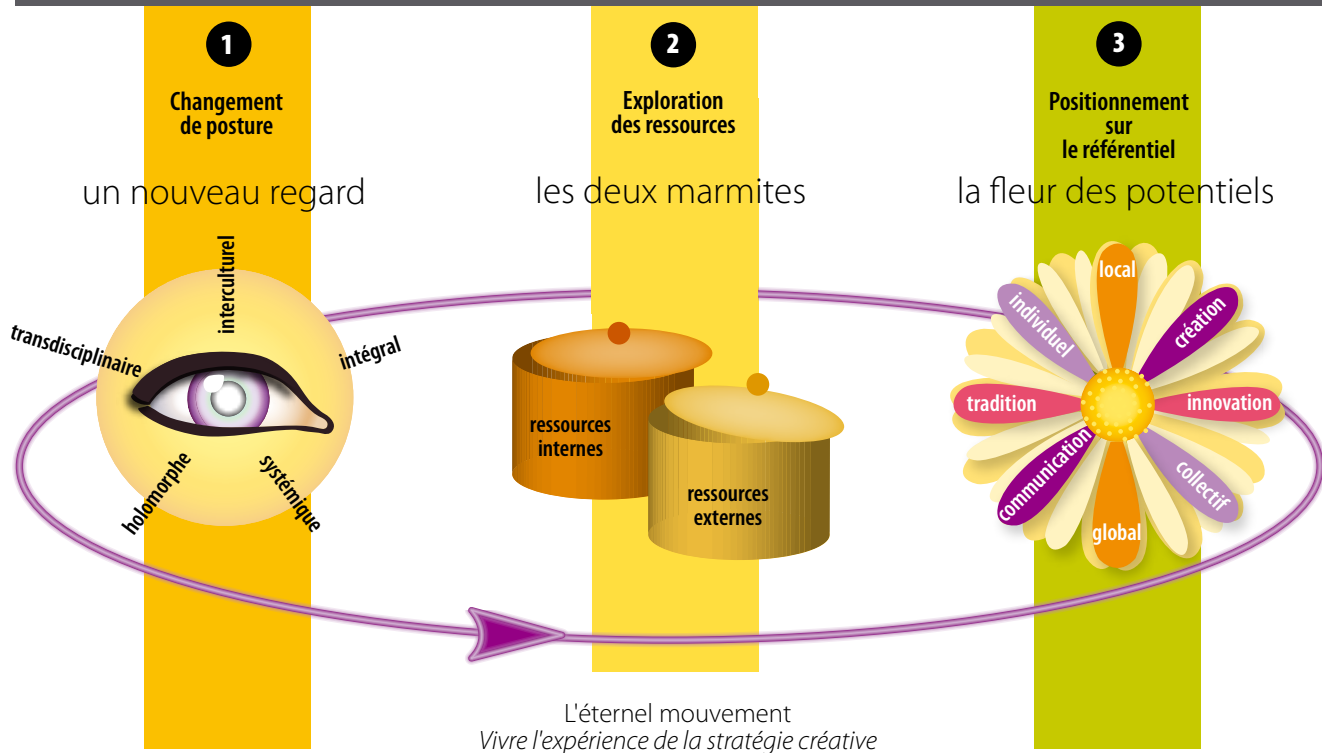 1
Changement
de posture
un nouveau regard
interculturel
transdisciplinaire
intégral
holomorphe
systémique
2
Exploration
des ressources
les deux marmites
ressources
internes
ressources
externes
3
Positionnement
sur
le référentiel
la fleur des potentiels
local
individuel
création
tradition
innovation
communication
collectif
global
L'éternel mouvement
Vivre l'expérience de la stratégie créative